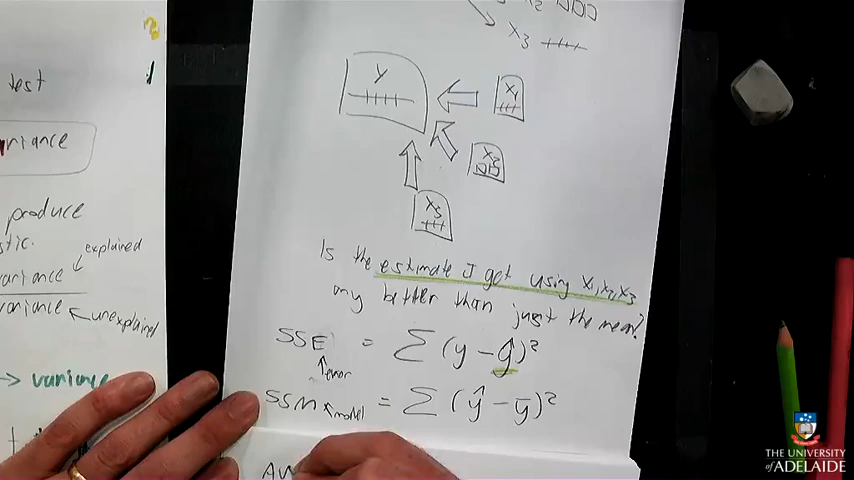 test
variance
produce
explained
variance
variance
unexplained
→ variance
X3
y
X1
X2
X3
Is the estimate I get using X1, X2, X3
any better than just the mean?
SSE = Σ(y - ŷ)²
error
SSM = Σ(ŷ - ȳ)²
model
THE UNIVERSITY
of ADELAIDE